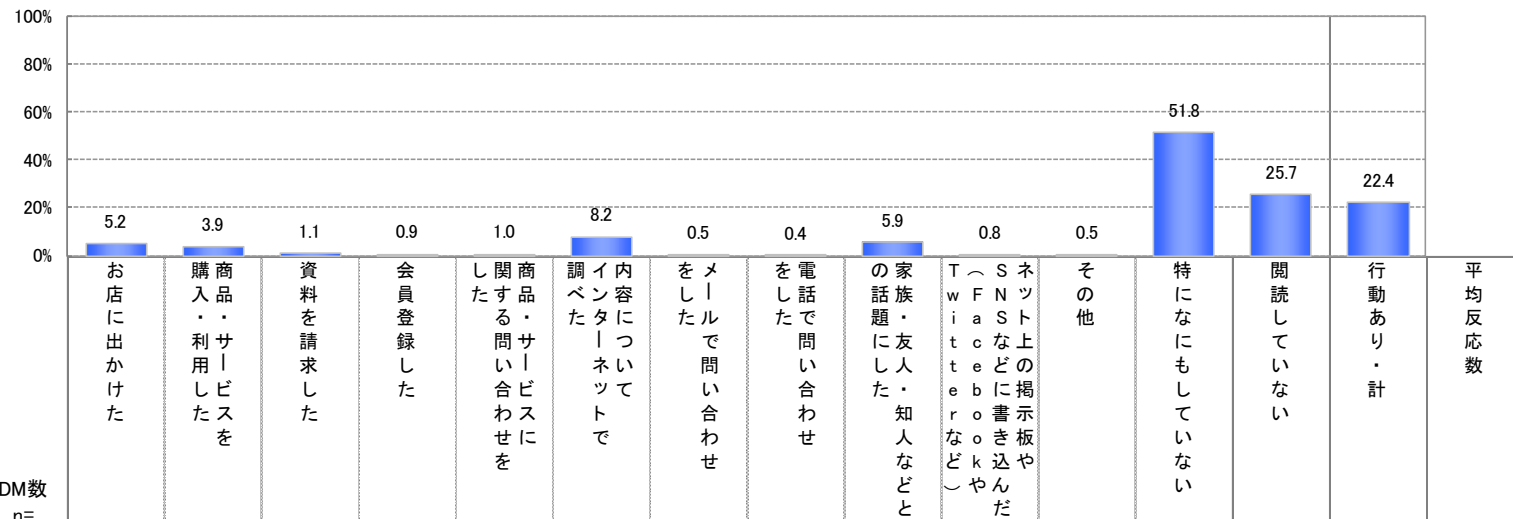 100%
80%
60%
40%
20%
0%
5.2
3.9
1.1
0.9
1.0
8.2
0.5
0.4
5.9
0.8
0.5
51.8
25.7
22.4
お店に出かけた
商品・サービスを
購入・利用した
資料を請求した
会員登録した
商品・サービスに
関する問い合わせを
した
内容について
インターネットで
調べた
メールで問い合わせ
をした
電話で問い合わせ
をした
家族・友人・知人などと
の話題にした
ネット上の掲示板や
SNSなどに書き込んだ
（Facebookや
Twitterなど）
その他
特になにもしていない
閲読していない
行動あり・計
平均反応数
DM数
n=